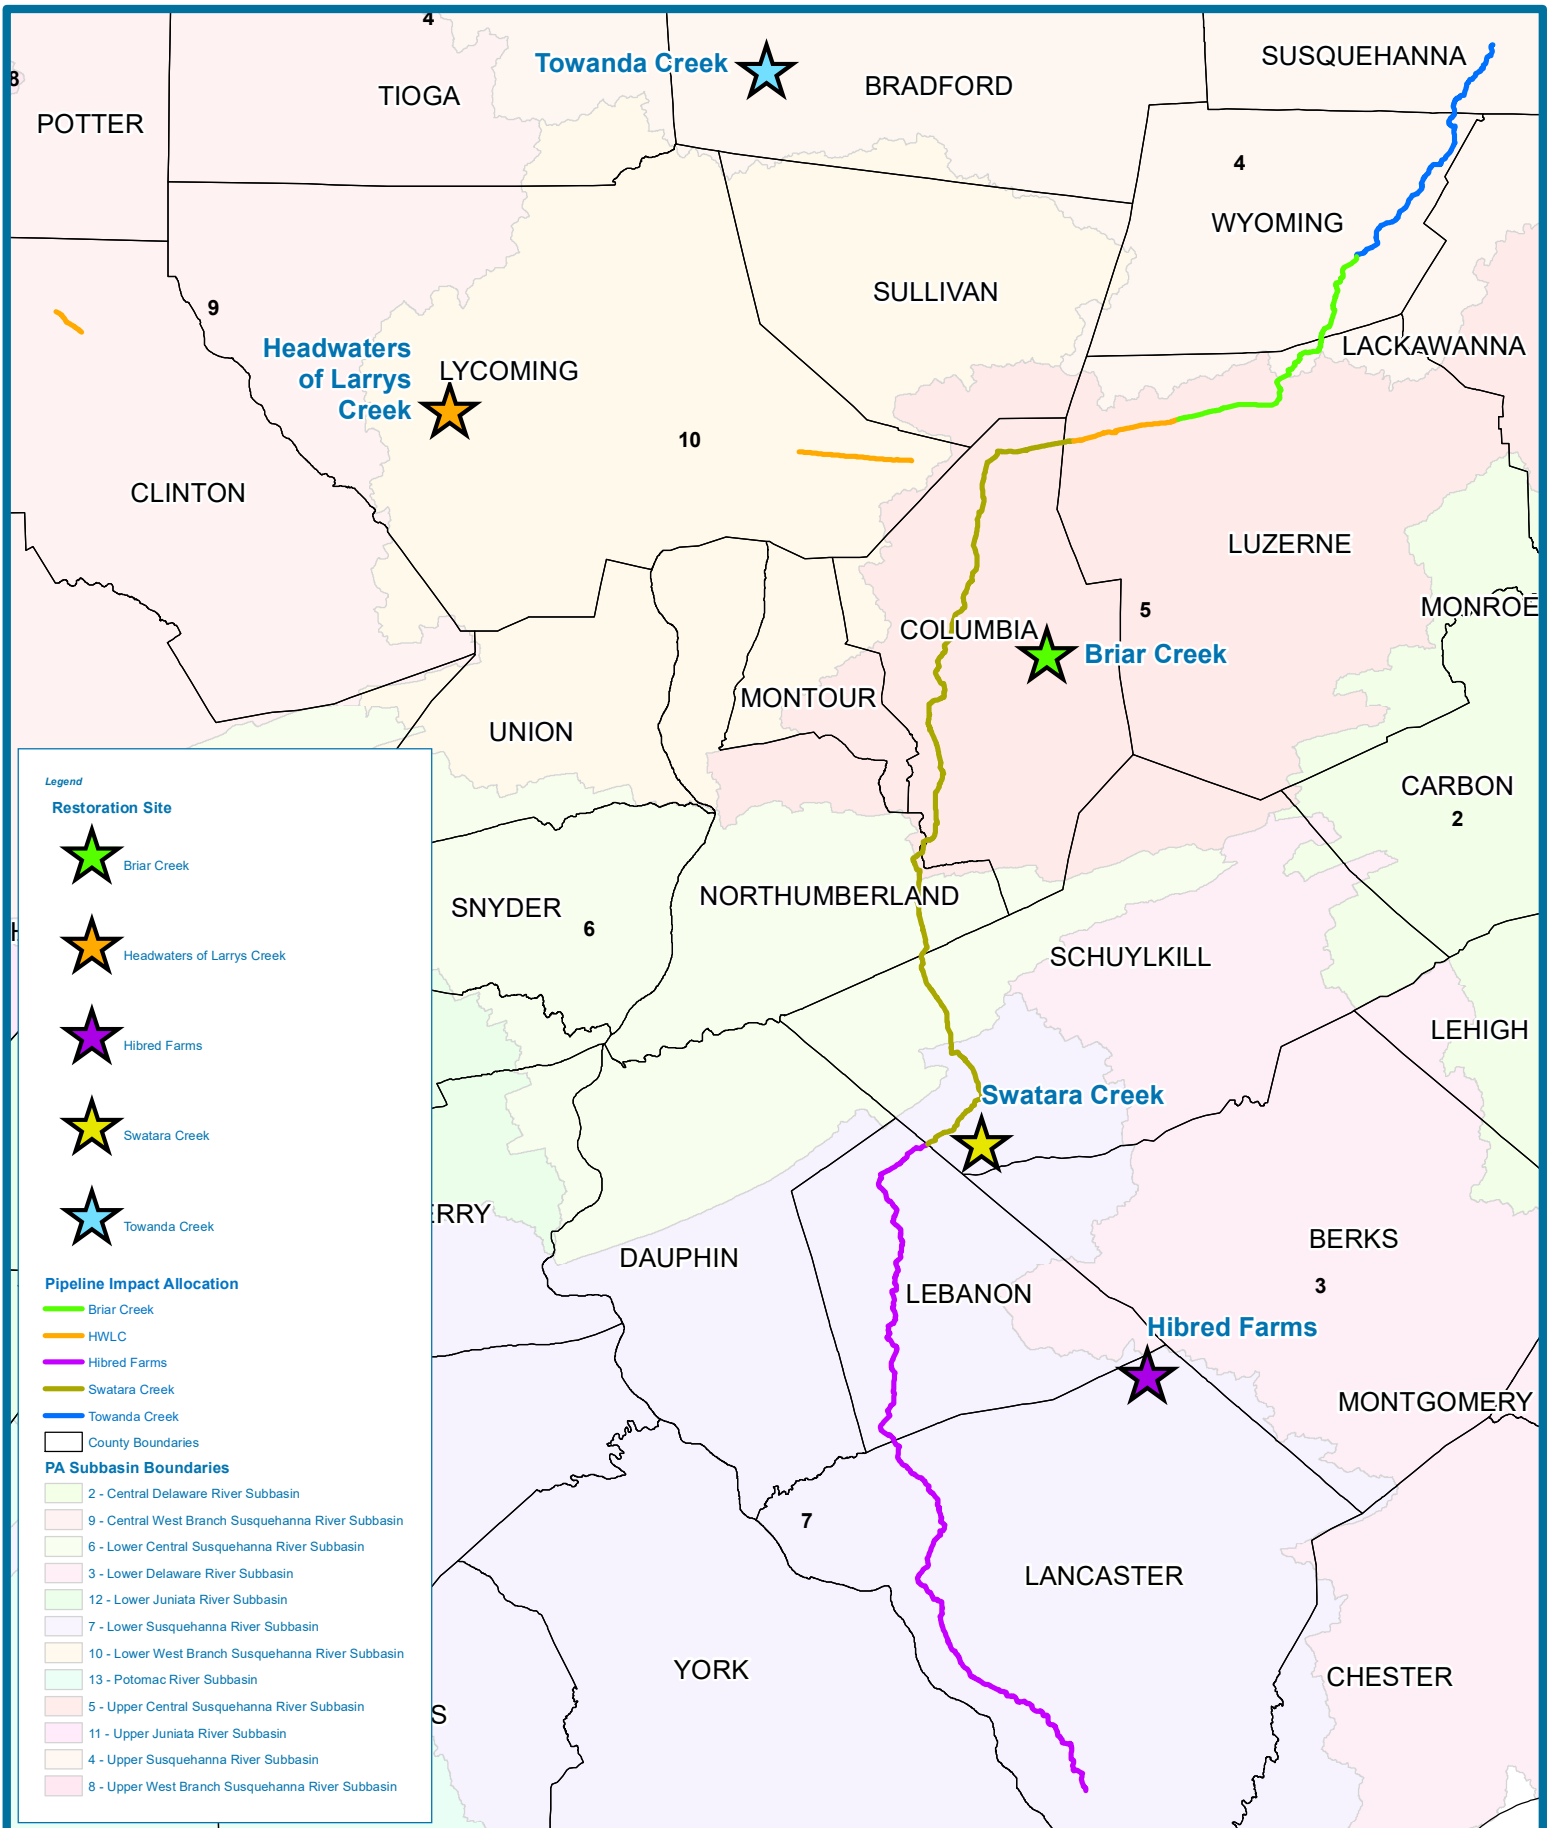 4
Towanda Creek
SUSQUEHANNA
8
TIOGA
BRADFORD
POTTER
4
WYOMING
SULLIVAN
9
Headwaters
of Larrys
Creek
LYCOMING
LACKAWANNA
10
CLINTON
LUZERNE
MONROE
5
COLUMBIA
Briar Creek
MONTOUR
UNION
CARBON
2
NORTHUMBERLAND
SNYDER
6
H
SCHUYLKILL
LEHIGH
Swatara Creek
ERRY
DAUPHIN
BERKS
LEBANON
3
Hibred Farms
MONTGOMERY
7
LANCASTER
YORK
CHESTER
S
Legend
Restoration Site
Briar Creek
Headwaters of Larrys Creek
Hibred Farms
Swatara Creek
Towanda Creek
Pipeline Impact Allocation
Briar Creek
HWLC
Hibred Farms
Swatara Creek
Towanda Creek
County Boundaries
PA Subbasin Boundaries
2 - Central Delaware River Subbasin
9 - Central West Branch Susquehanna River Subbasin
6 - Lower Central Susquehanna River Subbasin
3 - Lower Delaware River Subbasin
12 - Lower Juniata River Subbasin
7 - Lower Susquehanna River Subbasin
10 - Lower West Branch Susquehanna River Subbasin
13 - Potomac River Subbasin
5 - Upper Central Susquehanna River Subbasin
11 - Upper Juniata River Subbasin
4 - Upper Susquehanna River Subbasin
8 - Upper West Branch Susquehanna River Subbasin